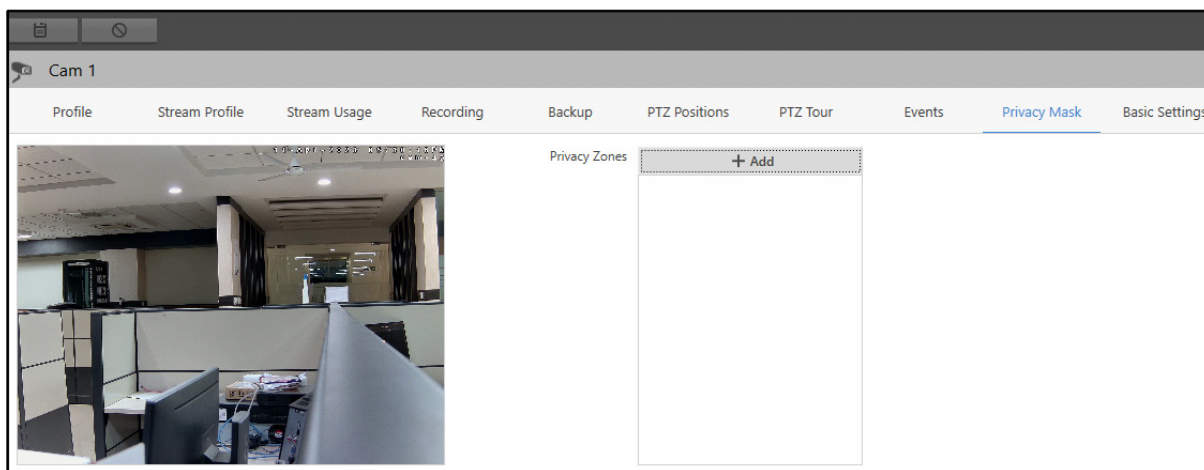 Cam 1
Profile Stream Profile Stream Usage Recording Backup PTZ Positions PTZ Tour Events Privacy Mask Basic Settings
Privacy Zones
+ Add